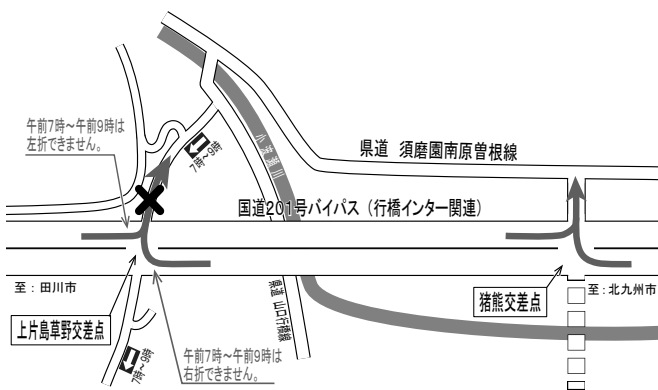 午前7時～午前9時は
左折できません。
7時～9時
小波瀬川
県道 須磨園南原曽根線
国道201号バイパス（行橋インター関連）
至：田川市
上片島草野交差点
県道 山口行橋線
猪熊交差点
至：北九州市
7時～9時
午前7時～午前9時は
右折できません。